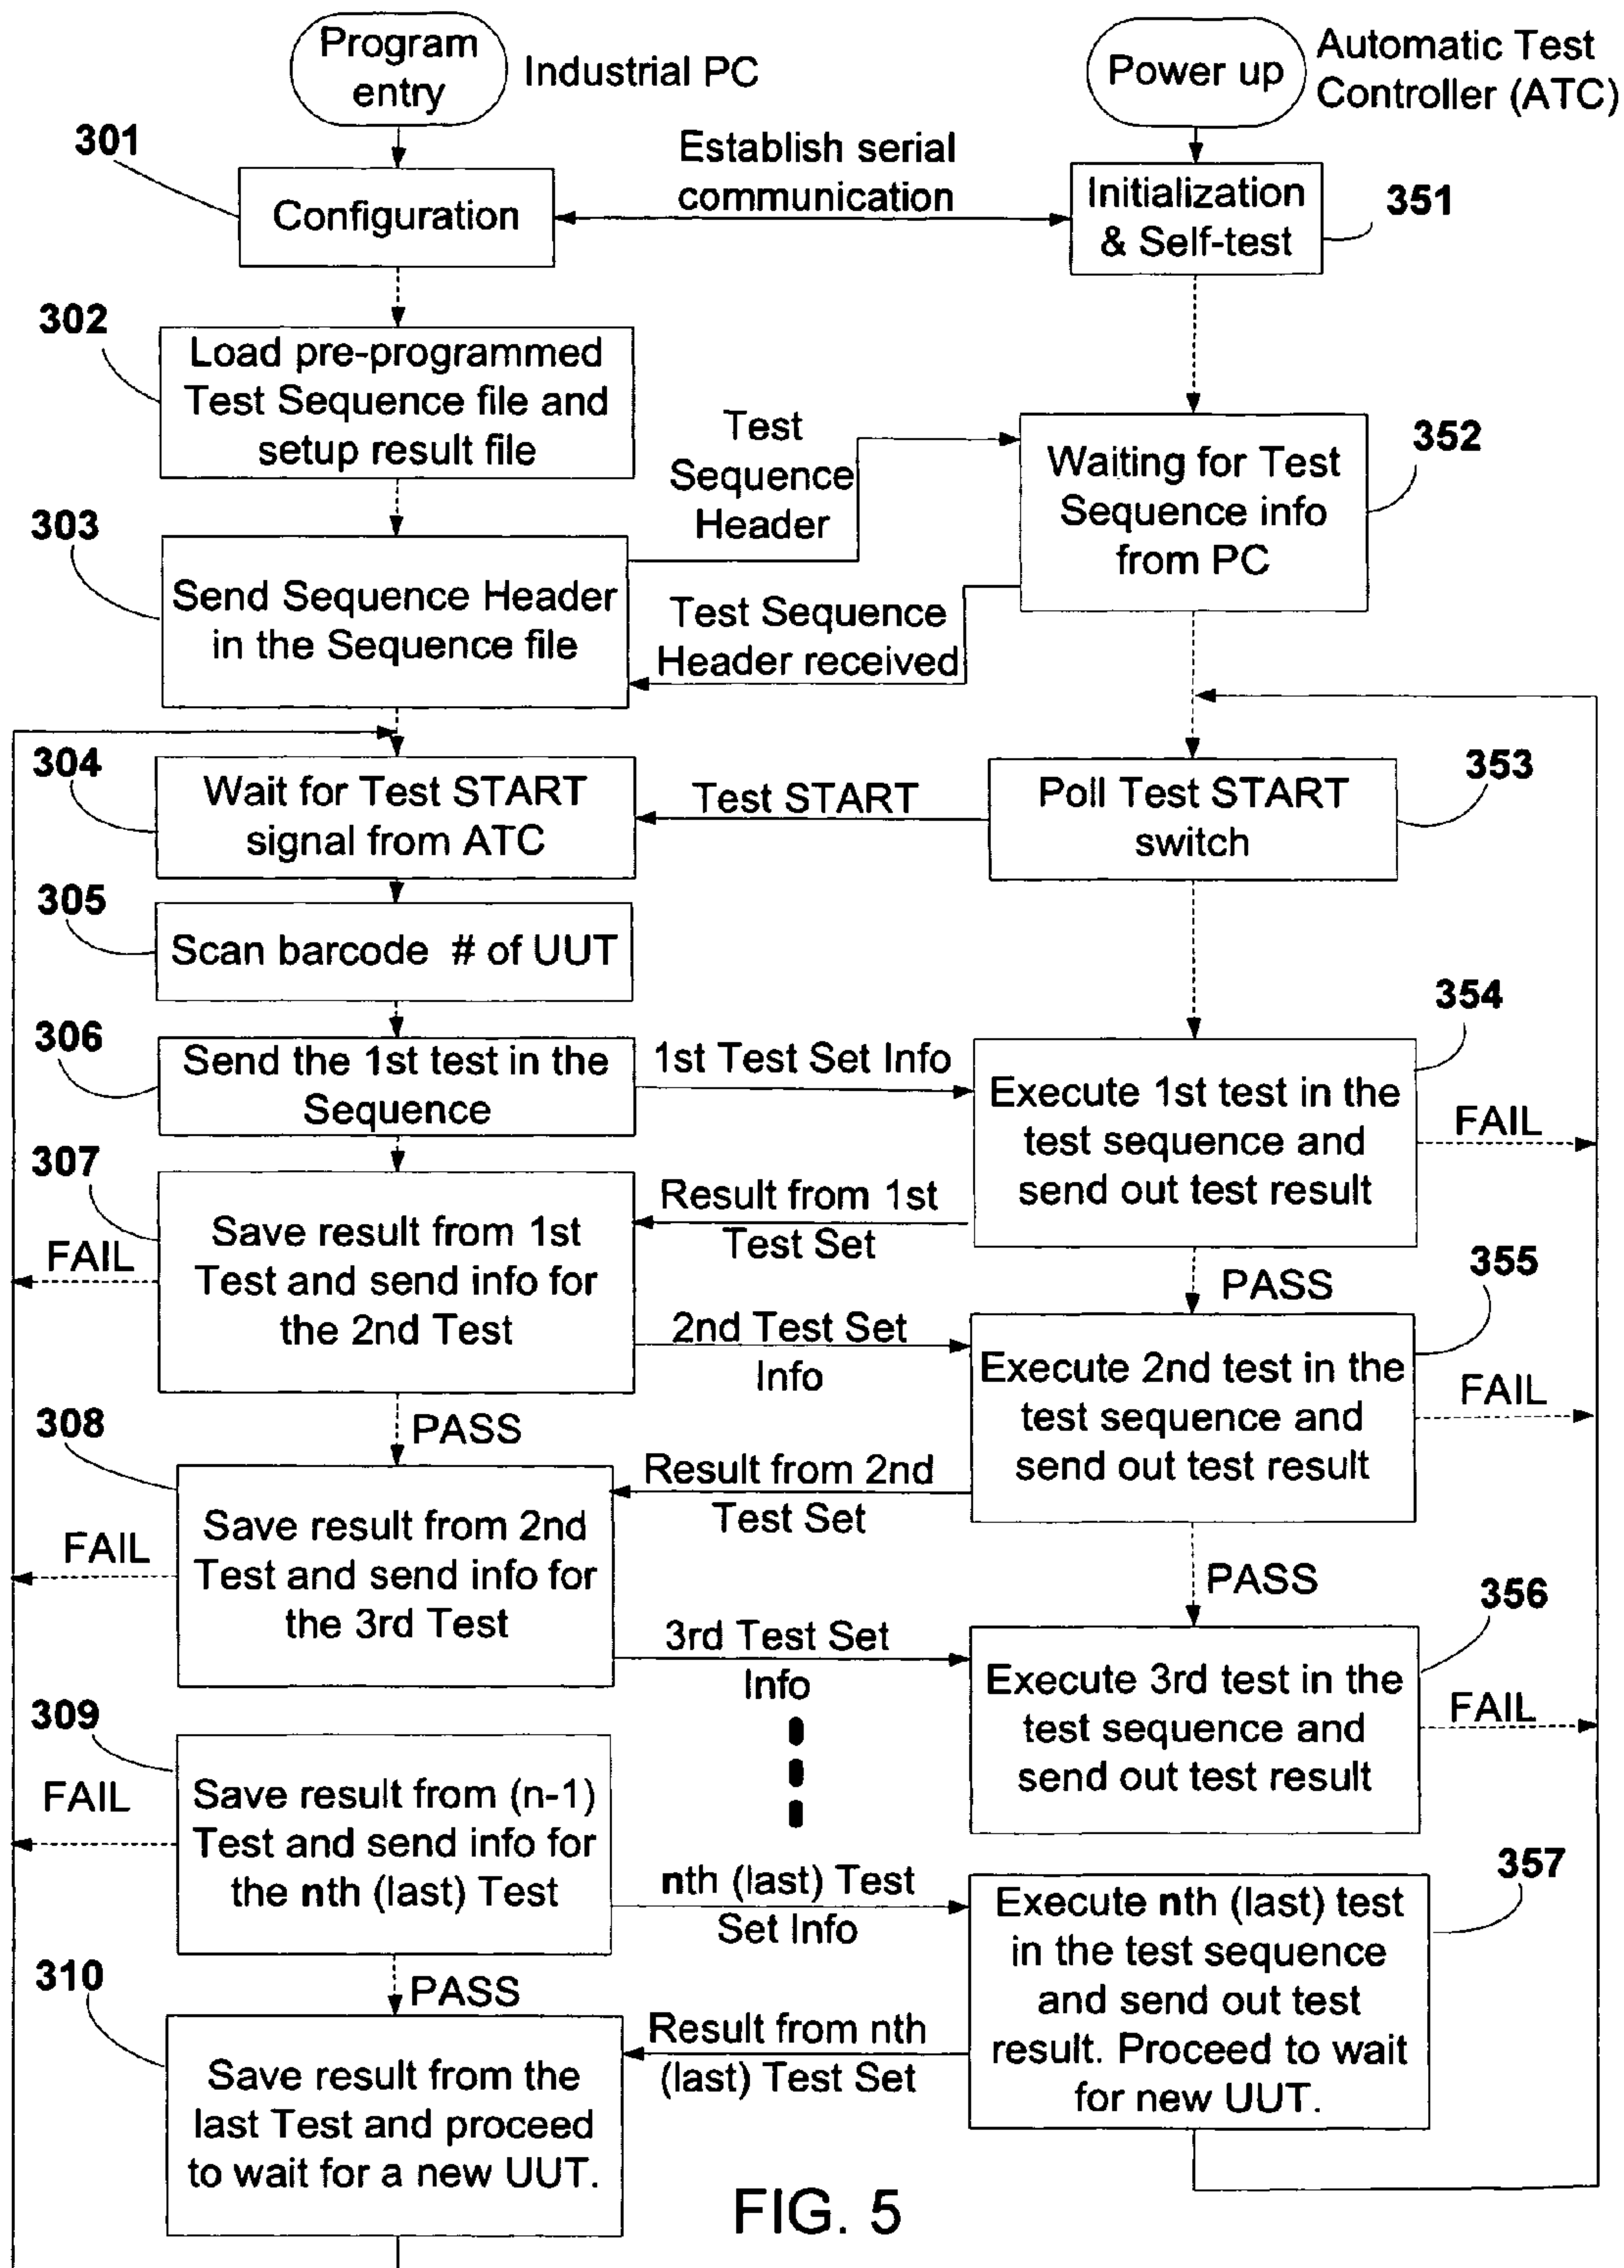 Program
entry
Industrial PC
Power up
Automatic Test
Controller (ATC)
301
Establish serial
communication
Configuration
Initialization
& Self-test
351
302
Load pre-programmed
Test Sequence file and
setup result file
Test
Sequence
Header
352
Waiting for Test
Sequence info
from PC
303
Send Sequence Header
in the Sequence file
Test Sequence
Header received
304
Wait for Test START
signal from ATC
Test START
Poll Test START
switch
353
305
Scan barcode # of UUT
306
Send the 1st test in the
Sequence
1st Test Set Info
354
Execute 1st test in the
test sequence and
send out test result
FAIL
307
Save result from 1st
Test and send info for
the 2nd Test
FAIL
Result from 1st
Test Set
PASS
355
2nd Test Set
Info
Execute 2nd test in the
test sequence and
send out test result
FAIL
PASS
308
Save result from 2nd
Test and send info for
the 3rd Test
FAIL
Result from 2nd
Test Set
PASS
356
3rd Test Set
Info
Execute 3rd test in the
test sequence and
send out test result
FAIL
309
Save result from (n-1)
Test and send info for
the nth (last) Test
FAIL
nth (last) Test
Set Info
357
Execute nth (last) test
in the test sequence
and send out test
result. Proceed to wait
for new UUT.
PASS
310
Save result from the
last Test and proceed
to wait for a new UUT.
Result from nth
(last) Test Set
FIG. 5